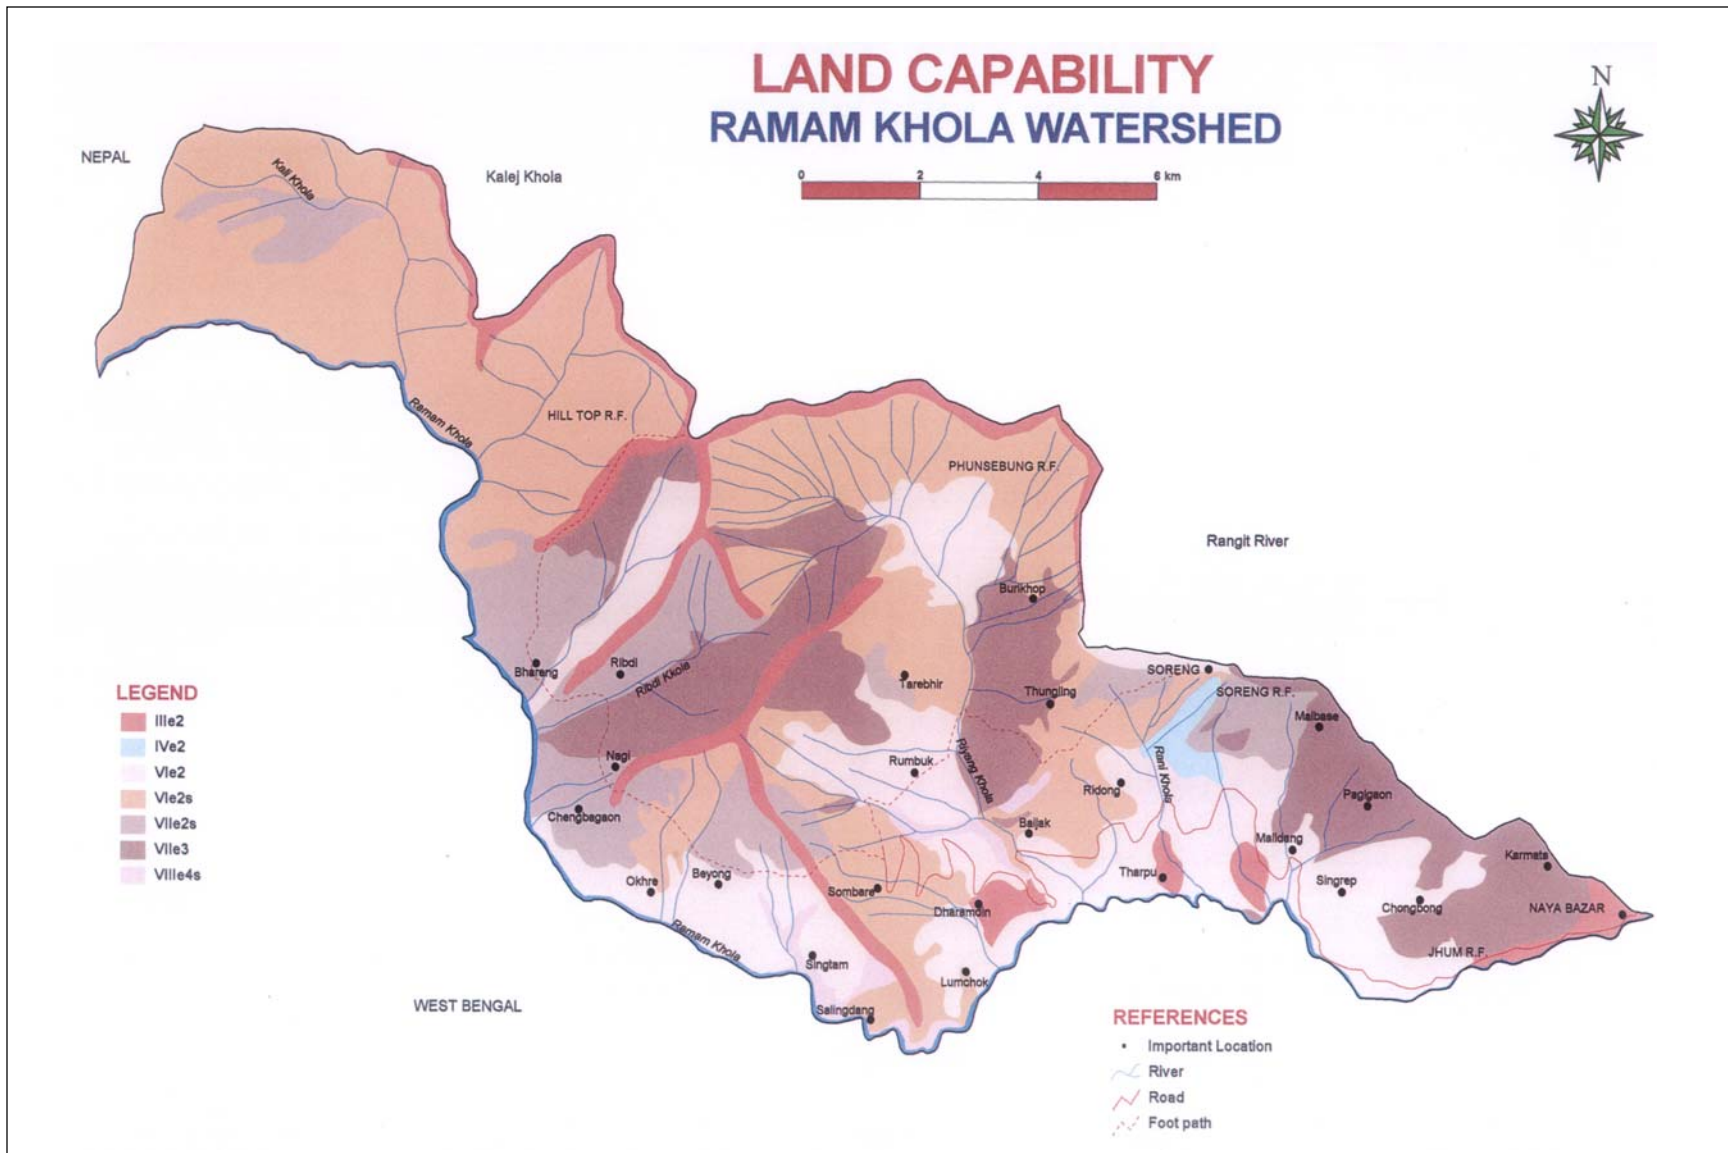 LAND CAPABILITY
RAMAM KHOLA WATERSHED
N
0 2 4 6 km
NEPAL
Kalej Khola
Kali Khola
Ramam Khola
HILL TOP R.F.
PHUNSEBUNG R.F.
Rangit River
Burikhop
Bhareng
Ribdi
Ribdi Kkola
Tarebhir
Thungling
SORENG
SORENG R.F.
Malbase
Nagi
Rumbuk
Riyang Khola
Rani Khola
Ridong
Pagigaon
Chengbagaon
Baijak
Malidang
Karmata
Okhre
Beyong
Sombare
Tharpu
Singrep
Dharamdin
Chongbong
NAYA BAZAR
Ramam Khola
JHUM R.F.
Singtam
Lumchok
Salingdang
WEST BENGAL
LEGEND
IIIe2
IVe2
VIe2
VIe2s
VIIe2s
VIIe3
VIIIe4s
REFERENCES
Important Location
River
Road
Foot path